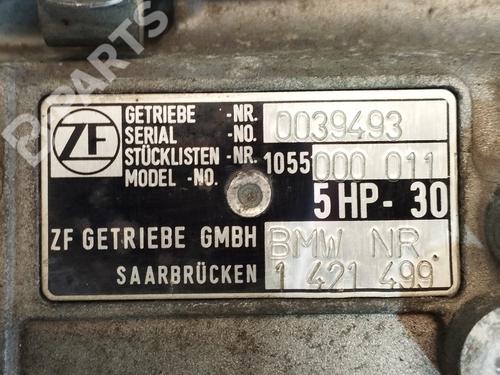 B-PARTS
ZF
GETRIEBE -NR. 0039493
SERIAL -NO.
STÜCKLISTEN -NR. 1055 000 011
MODEL -NO.
5 HP - 30
ZF GETRIEBE GMBH BMW NR.
SAARBRÜCKEN 1 421 499